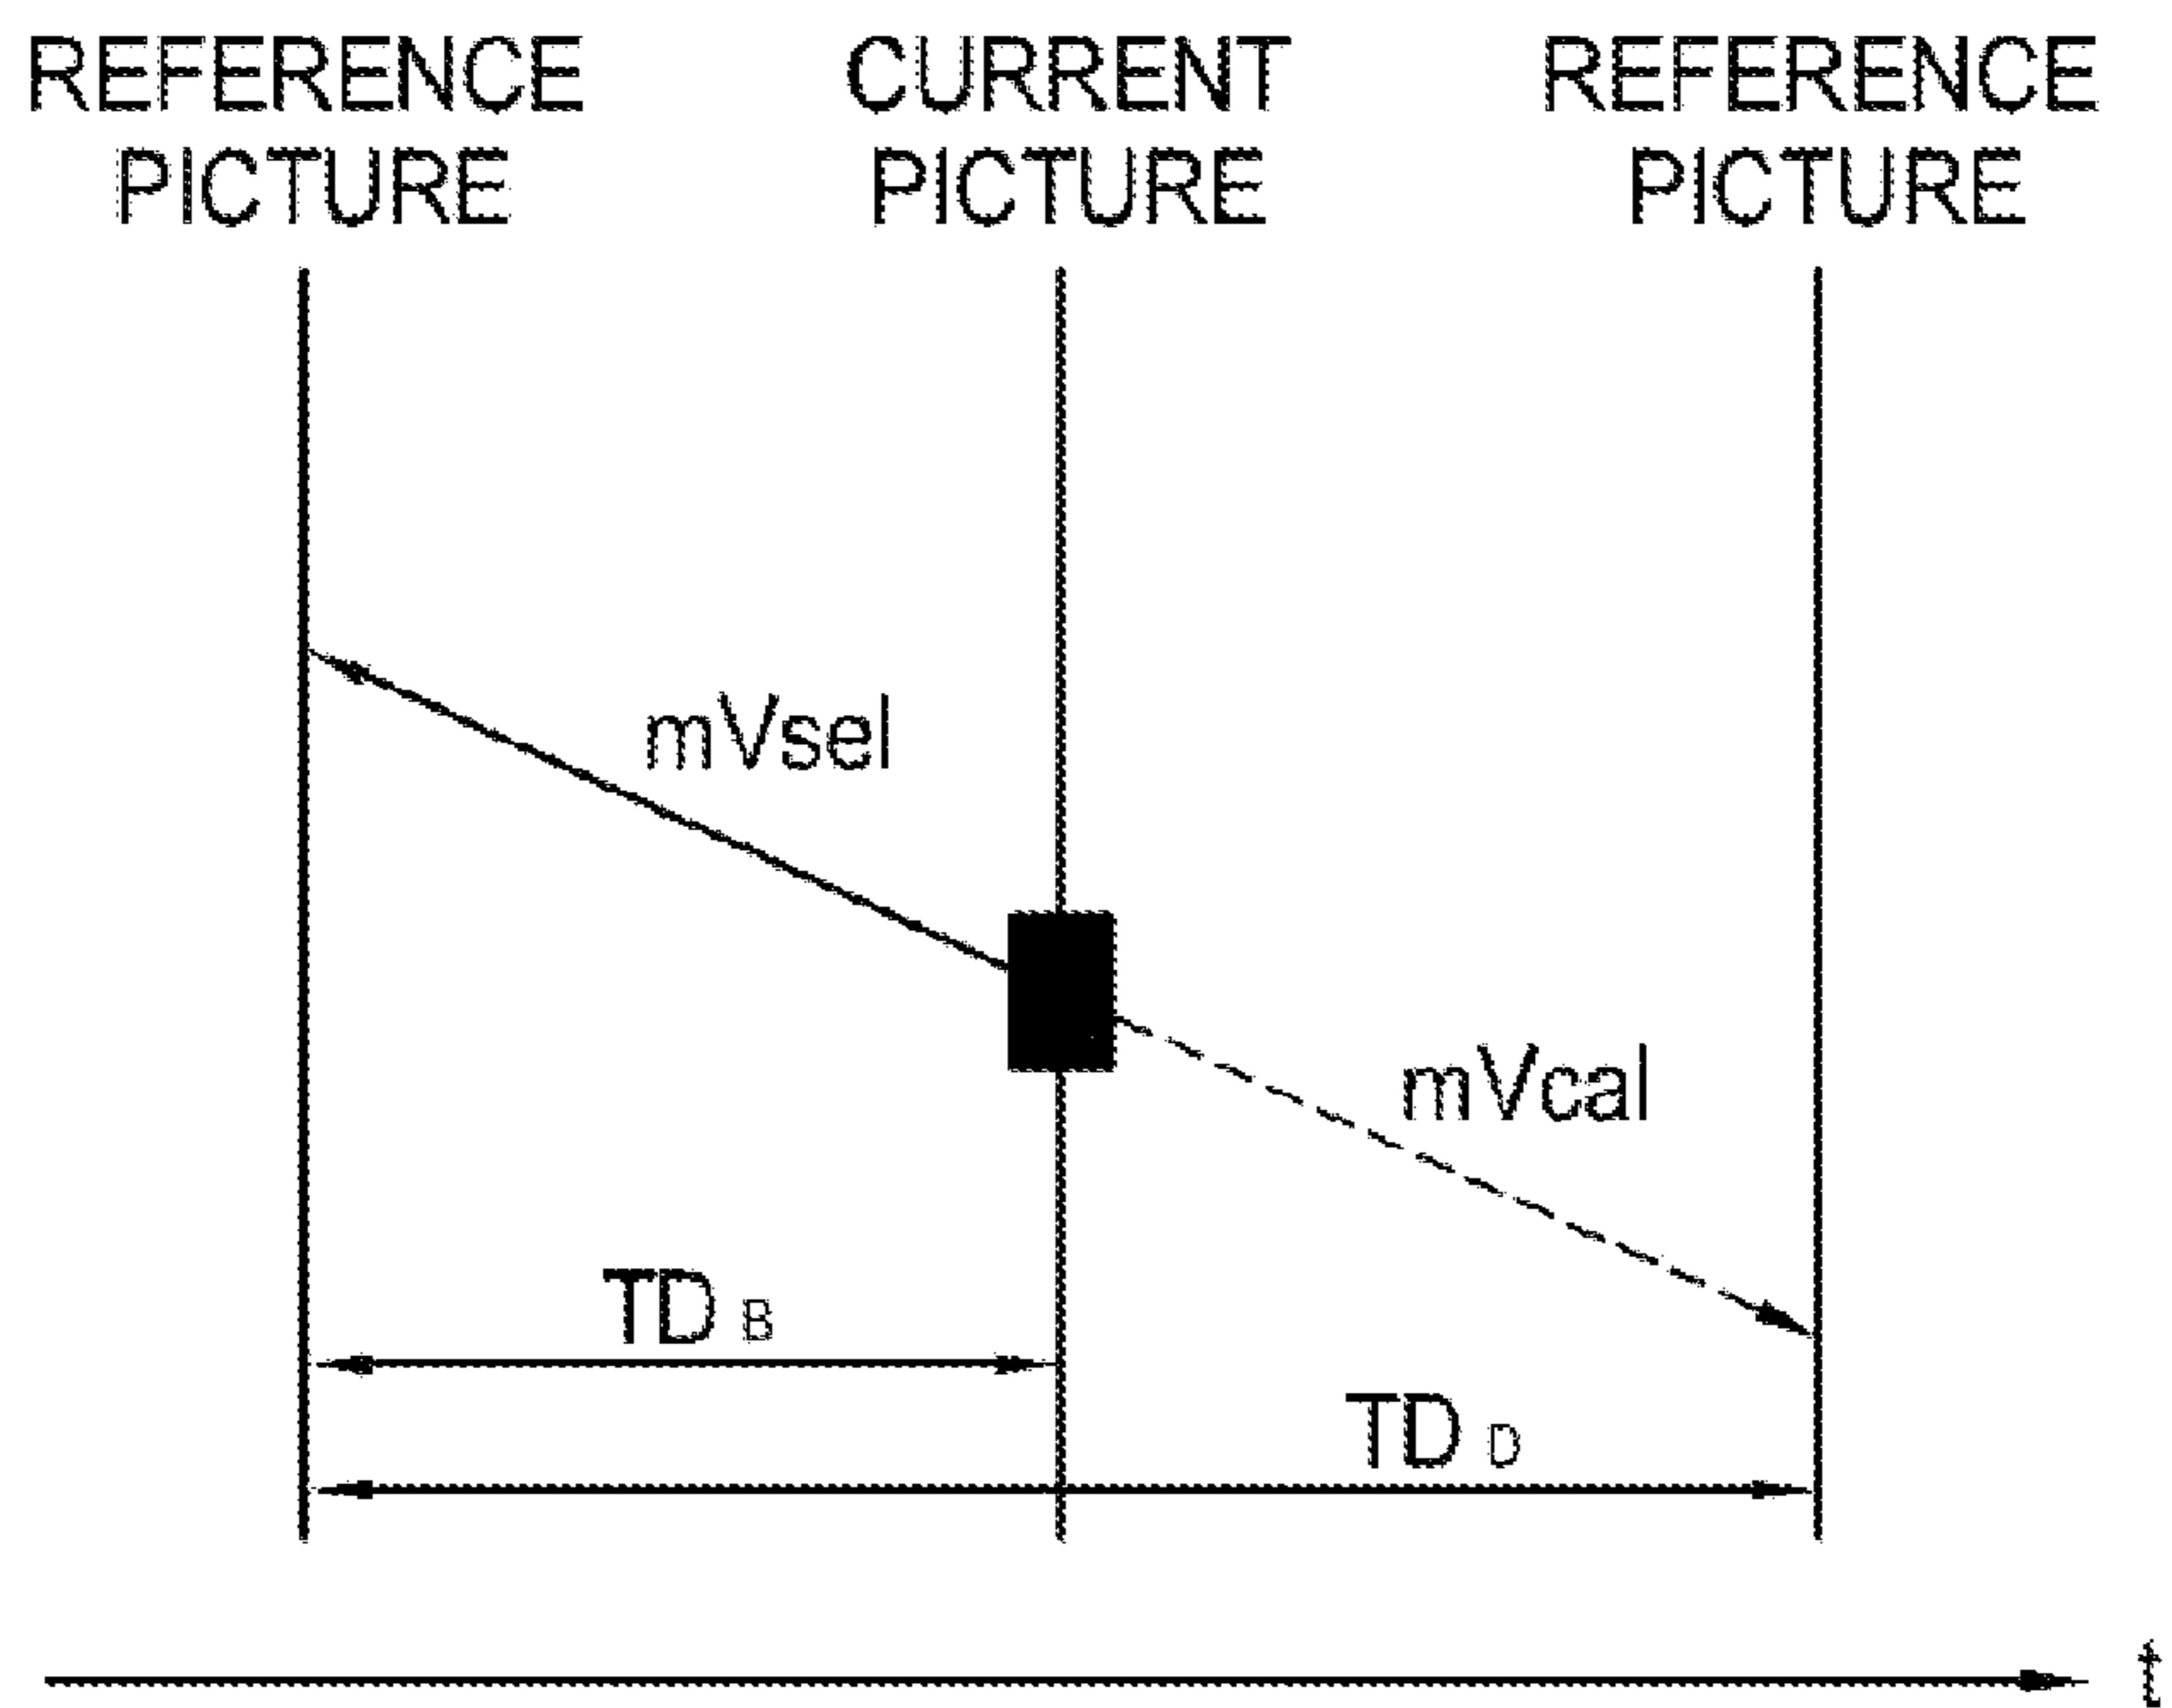 REFERENCE
PICTURE
CURRENT
PICTURE
REFERENCE
PICTURE
mVsel
mVcal
TD B
TD D
t